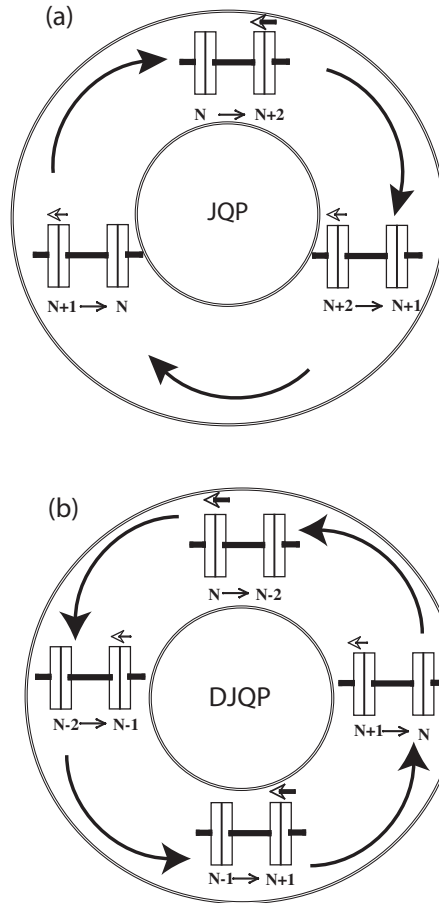 (a)
N → N+2
JQP
N+1 → N
N+2 → N+1
(b)
N → N-2
DJQP
N-2 → N-1
N+1 → N
N-1 → N+1